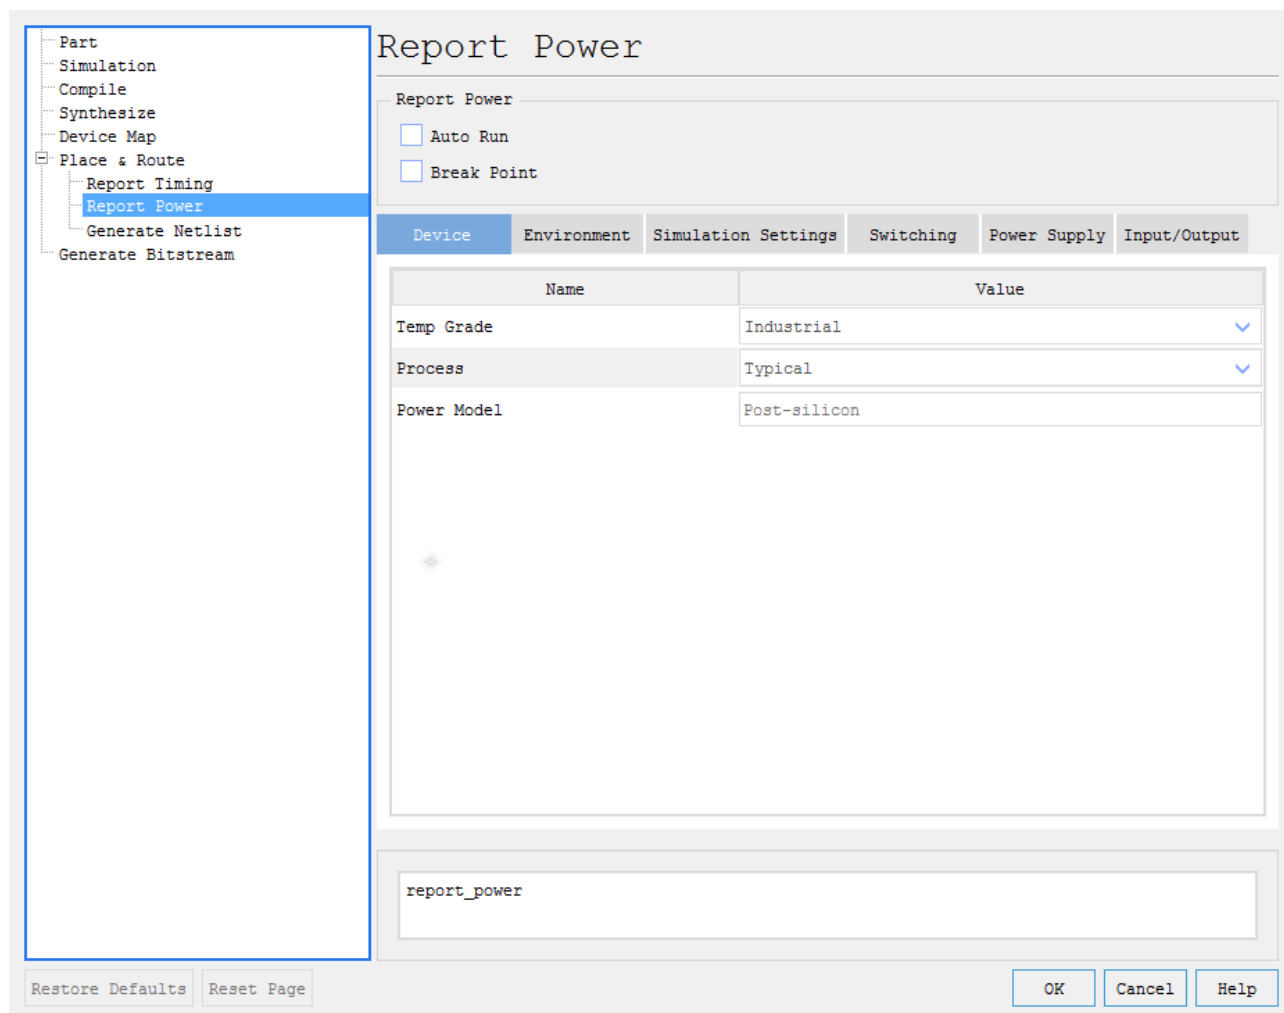 Part
Simulation
Compile
Synthesize
Device Map
Place & Route
Report Timing
Report Power
Generate Netlist
Generate Bitstream
Report Power
Report Power
Auto Run
Break Point
Device Environment Simulation Settings Switching Power Supply Input/Output
Name Value
Temp Grade Industrial
Process Typical
Power Model Post-silicon
report_power
Restore Defaults Reset Page OK Cancel Help